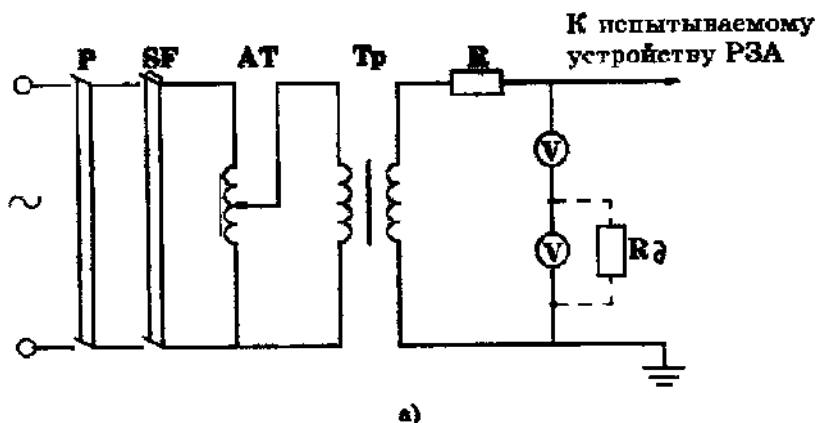 К испытываемому
устройству РЗА
P SF AT Tp R
V
~
V R∂
a)